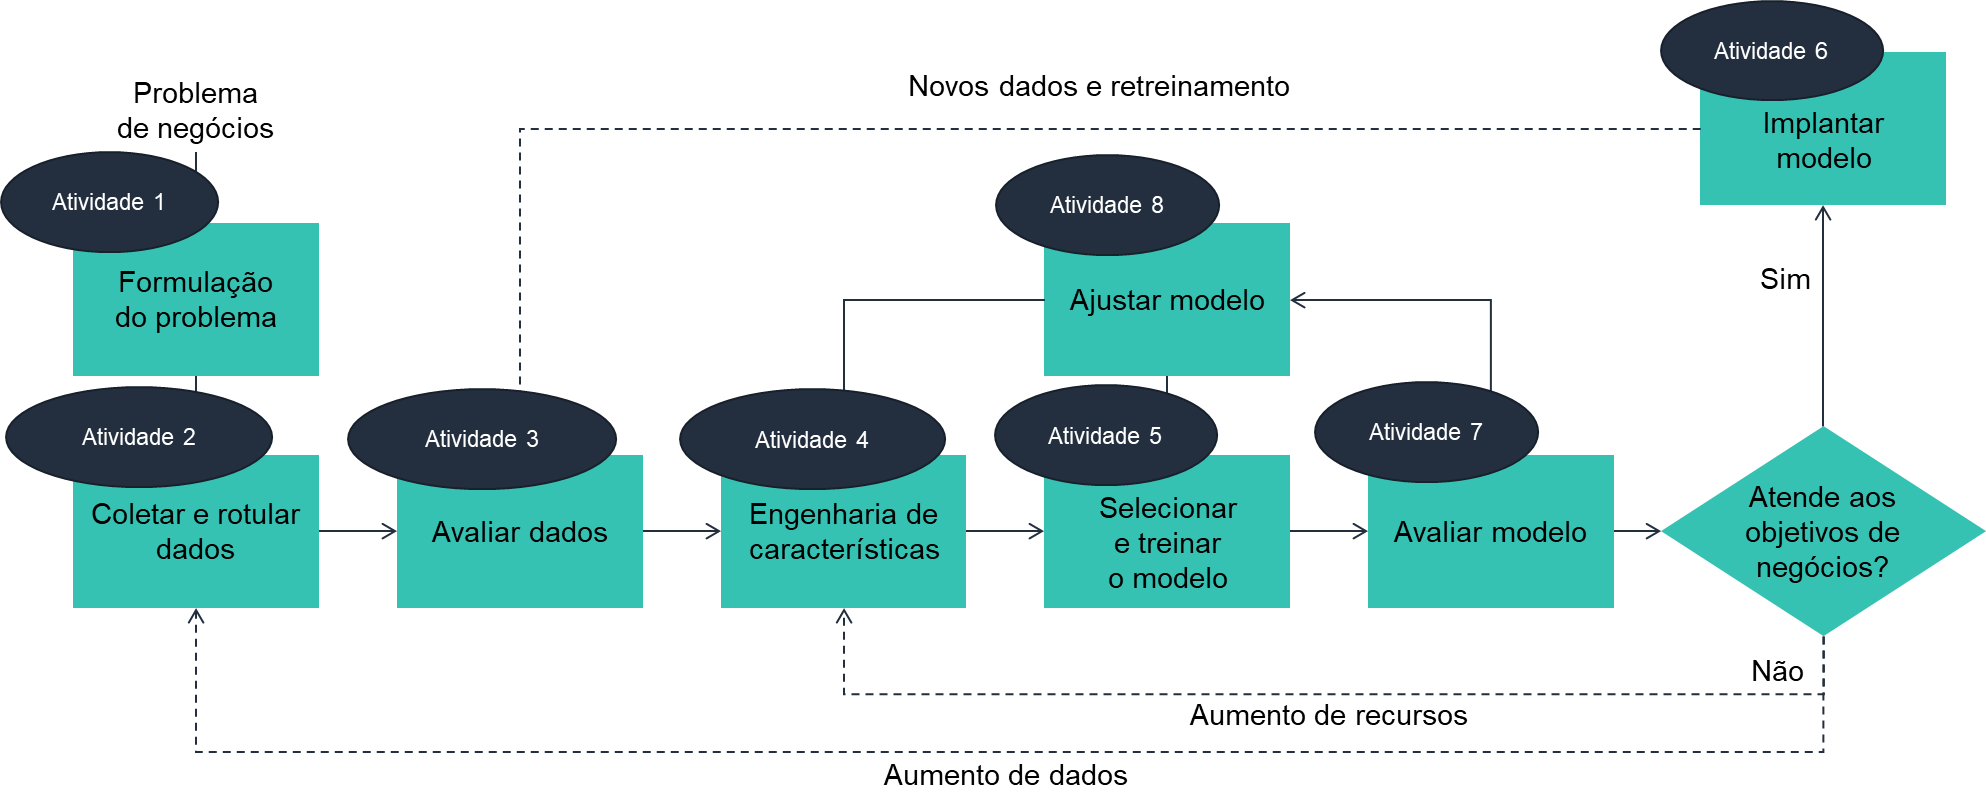 Problema
de negócios
Atividade 1
Formulação
do problema
Atividade 2
Coletar e rotular
dados
Atividade 3
Avaliar dados
Atividade 4
Engenharia de
características
Atividade 5
Selecionar
e treinar
o modelo
Atividade 7
Avaliar modelo
Atividade 8
Ajustar modelo
Atende aos
objetivos de
negócios?
Sim
Atividade 6
Implantar
modelo
Novos dados e retreinamento
Não
Aumento de recursos
Aumento de dados